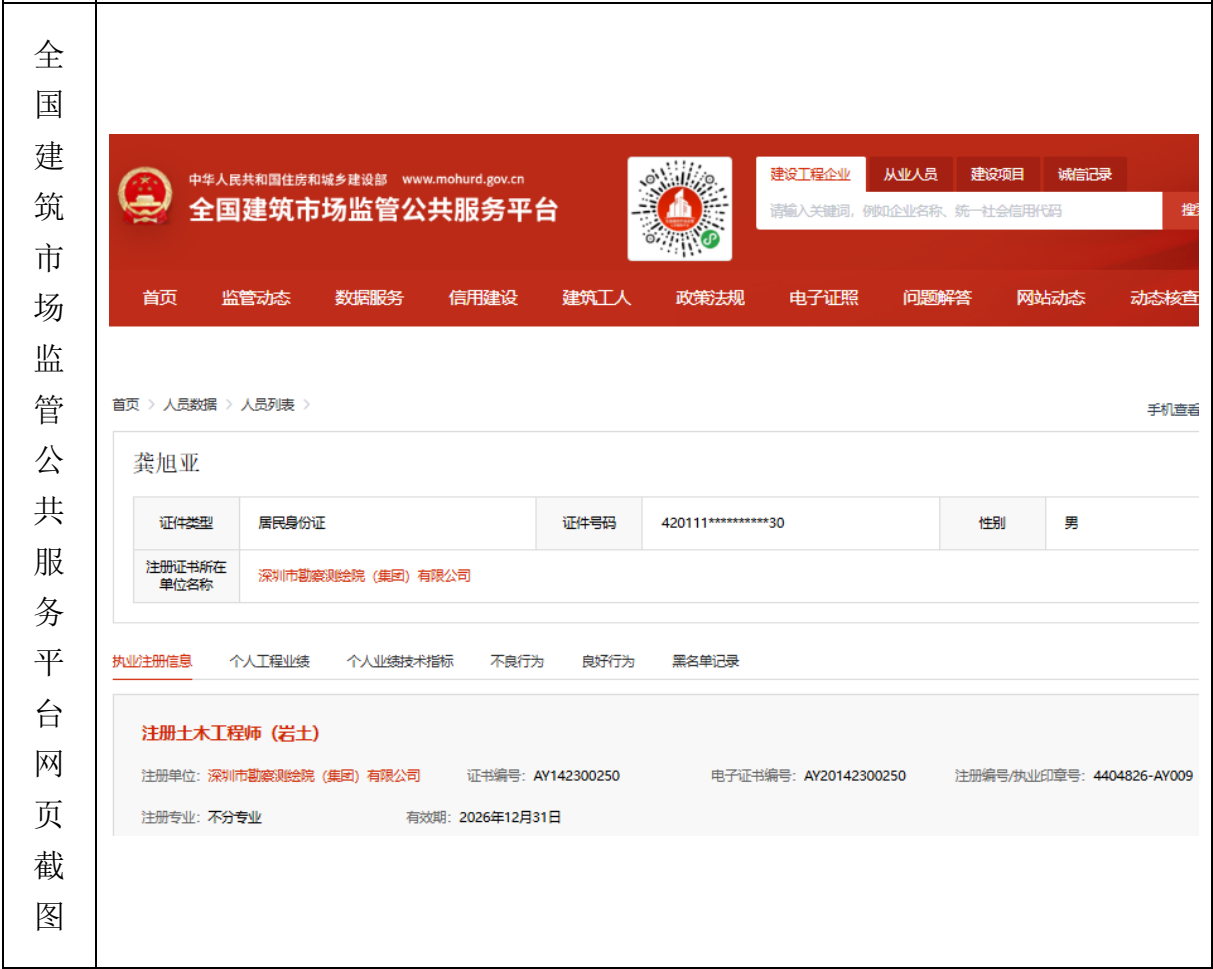 全国建筑市场监管公共服务平台网页截图
中华人民共和国住房和城乡建设部 www.mohurd.gov.cn
全国建筑市场监管公共服务平台
建设工程企业 从业人员 建设项目 诚信记录
请输入关键词，例如企业名称、统一社会信用代码
首页 监管动态 数据服务 信用建设 建筑工人 政策法规 电子证照 问题解答 网站动态 动态核查
首页 > 人员数据 > 人员列表 >
手机查看
龚旭亚
证件类型 居民身份证 证件号码 420111**********30 性别 男
注册证书所在
单位名称
深圳市勘察测绘院（集团）有限公司
执业注册信息 个人工程业绩 个人业绩技术指标 不良行为 良好行为 黑名单记录
注册土木工程师（岩土）
注册单位：深圳市勘察测绘院（集团）有限公司 证书编号：AY142300250 电子证书编号：AY20142300250 注册编号/执业印章号：4404826-AY009
注册专业：不分专业 有效期：2026年12月31日